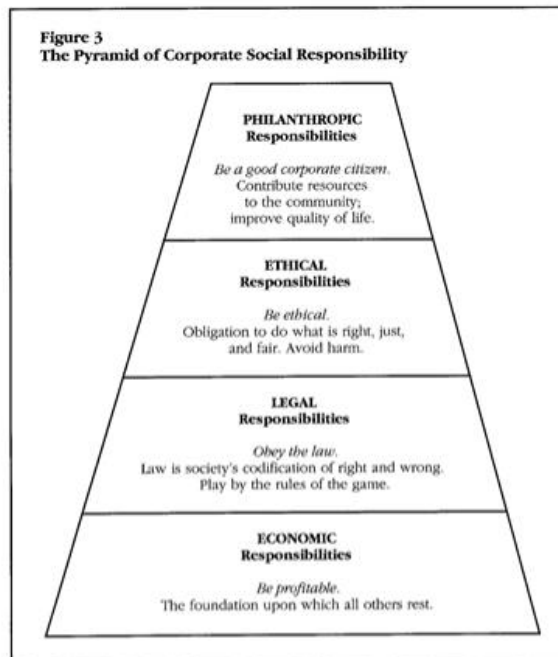 Figure 3
The Pyramid of Corporate Social Responsibility
PHILANTHROPIC
Responsibilities
Be a good corporate citizen.
Contribute resources
to the community;
improve quality of life.
ETHICAL
Responsibilities
Be ethical.
Obligation to do what is right, just,
and fair. Avoid harm.
LEGAL
Responsibilities
Obey the law.
Law is society's codification of right and wrong.
Play by the rules of the game.
ECONOMIC
Responsibilities
Be profitable.
The foundation upon which all others rest.